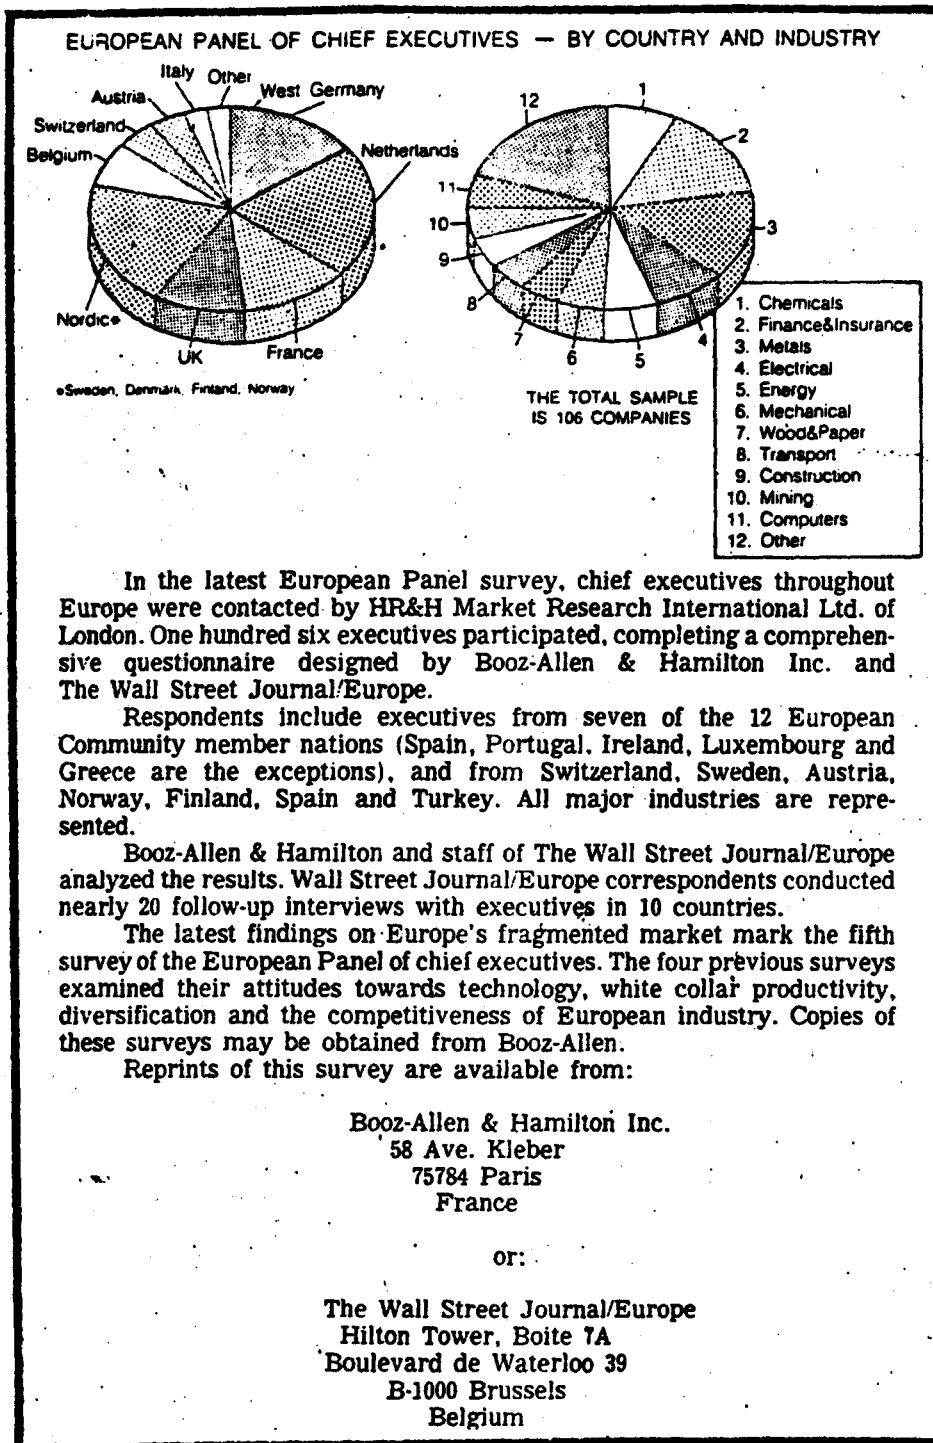 EUROPEAN PANEL OF CHIEF EXECUTIVES — BY COUNTRY AND INDUSTRY
Italy
Other
Austria
West Germany
Switzerland
Belgium
Netherlands
Nordic*
UK
France
*Sweden, Denmark, Finland, Norway
12
1
2
11
10
3
9
8
7
6
5
4
THE TOTAL SAMPLE
IS 106 COMPANIES
1. Chemicals
2. Finance&Insurance
3. Metals
4. Electrical
5. Energy
6. Mechanical
7. Wood&Paper
8. Transport
9. Construction
10. Mining
11. Computers
12. Other
In the latest European Panel survey, chief executives throughout
Europe were contacted by HR&H Market Research International Ltd. of
London. One hundred six executives participated, completing a comprehen-
sive questionnaire designed by Booz-Allen & Hamilton Inc. and
The Wall Street Journal/Europe.
Respondents include executives from seven of the 12 European
Community member nations (Spain, Portugal, Ireland, Luxembourg and
Greece are the exceptions), and from Switzerland, Sweden, Austria,
Norway, Finland, Spain and Turkey. All major industries are repre-
sented.
Booz-Allen & Hamilton and staff of The Wall Street Journal/Europe
analyzed the results. Wall Street Journal/Europe correspondents conducted
nearly 20 follow-up interviews with executives in 10 countries.
The latest findings on Europe's fragmented market mark the fifth
survey of the European Panel of chief executives. The four previous surveys
examined their attitudes towards technology, white collar productivity,
diversification and the competitiveness of European industry. Copies of
these surveys may be obtained from Booz-Allen.
Reprints of this survey are available from:
Booz-Allen & Hamilton Inc.
58 Ave. Kleber
75784 Paris
France
or:
The Wall Street Journal/Europe
Hilton Tower, Boite 7A
Boulevard de Waterloo 39
B-1000 Brussels
Belgium